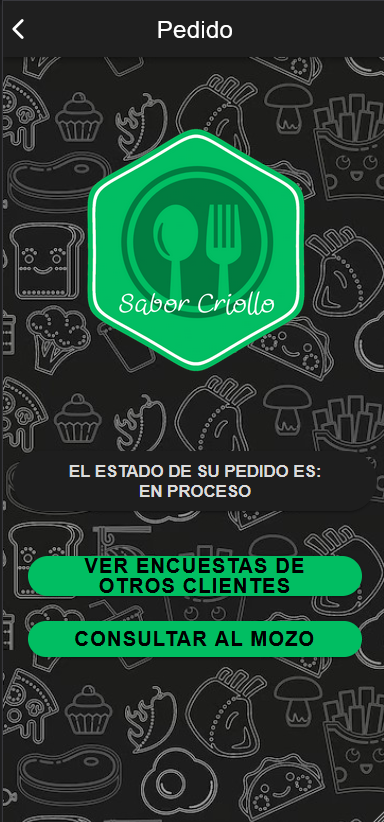 Pedido
Sabor Criollo
EL ESTADO DE SU PEDIDO ES:
EN PROCESO
VER ENCUESTAS DE
OTROS CLIENTES
CONSULTAR AL MOZO